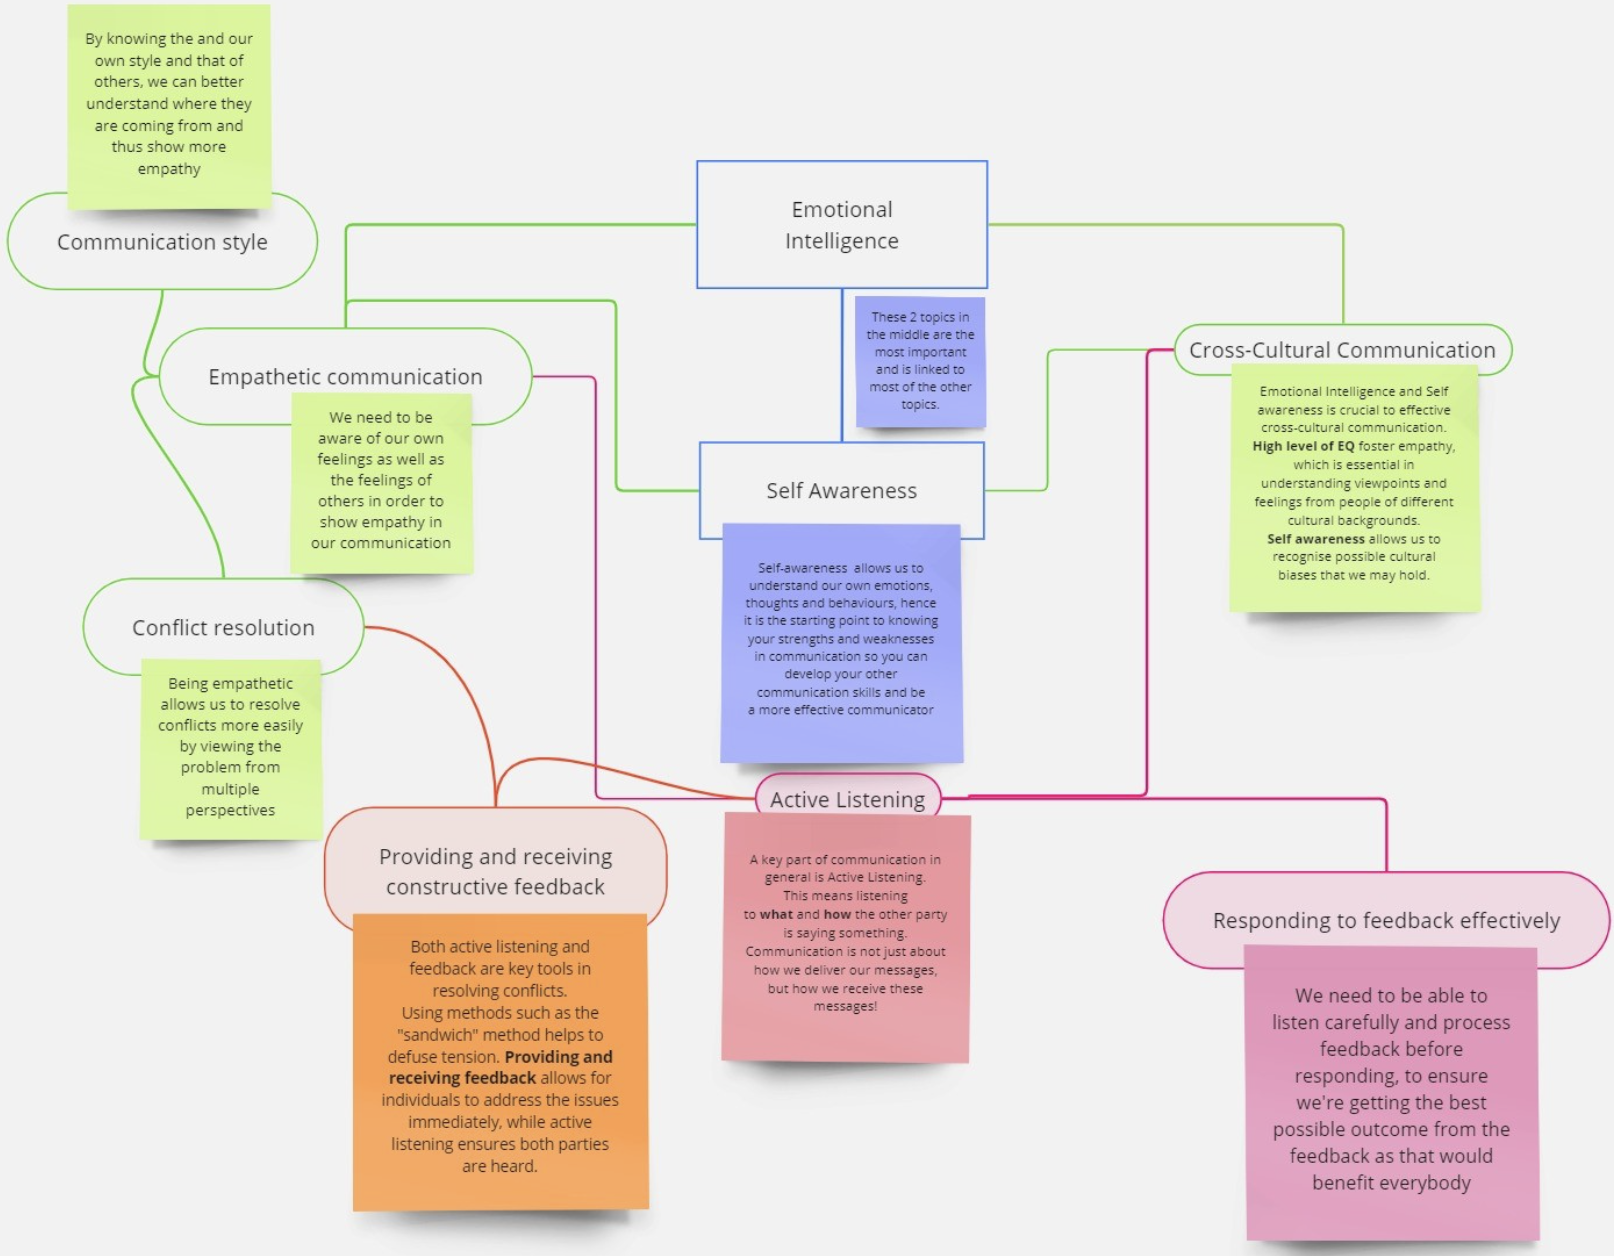 By knowing the and our
own style and that of
others, we can better
understand where they
are coming from and
thus show more
empathy
Communication style
Emotional
Intelligence
These 2 topics in
the middle are the
most important
and is linked to
most of the other
topics.
Empathetic communication
We need to be
aware of our own
feelings as well as
the feelings of
others in order to
show empathy in
our communication
Cross-Cultural Communication
Emotional Intelligence and Self
awareness is crucial to effective
cross-cultural communication.
High level of EQ foster empathy,
which is essential in
understanding viewpoints and
feelings from people of different
cultural backgrounds.
Self awareness allows us to
recognise possible cultural
biases that we may hold.
Self Awareness
Self-awareness allows us to
understand our own emotions,
thoughts and behaviours, hence
it is the starting point to knowing
your strengths and weaknesses
in communication so you can
develop your other
communication skills and be
a more effective communicator
Conflict resolution
Being empathetic
allows us to resolve
conflicts more easily
by viewing the
problem from
multiple
perspectives
Active Listening
A key part of communication in
general is Active Listening.
This means listening
to what and how the other party
is saying something.
Communication is not just about
how we deliver our messages,
but how we receive these
messages!
Providing and receiving
constructive feedback
Both active listening and
feedback are key tools in
resolving conflicts.
Using methods such as the
"sandwich" method helps to
defuse tension. Providing and
receiving feedback allows for
individuals to address the issues
immediately, while active
listening ensures both parties
are heard.
Responding to feedback effectively
We need to be able to
listen carefully and process
feedback before
responding, to ensure
we're getting the best
possible outcome from the
feedback as that would
benefit everybody